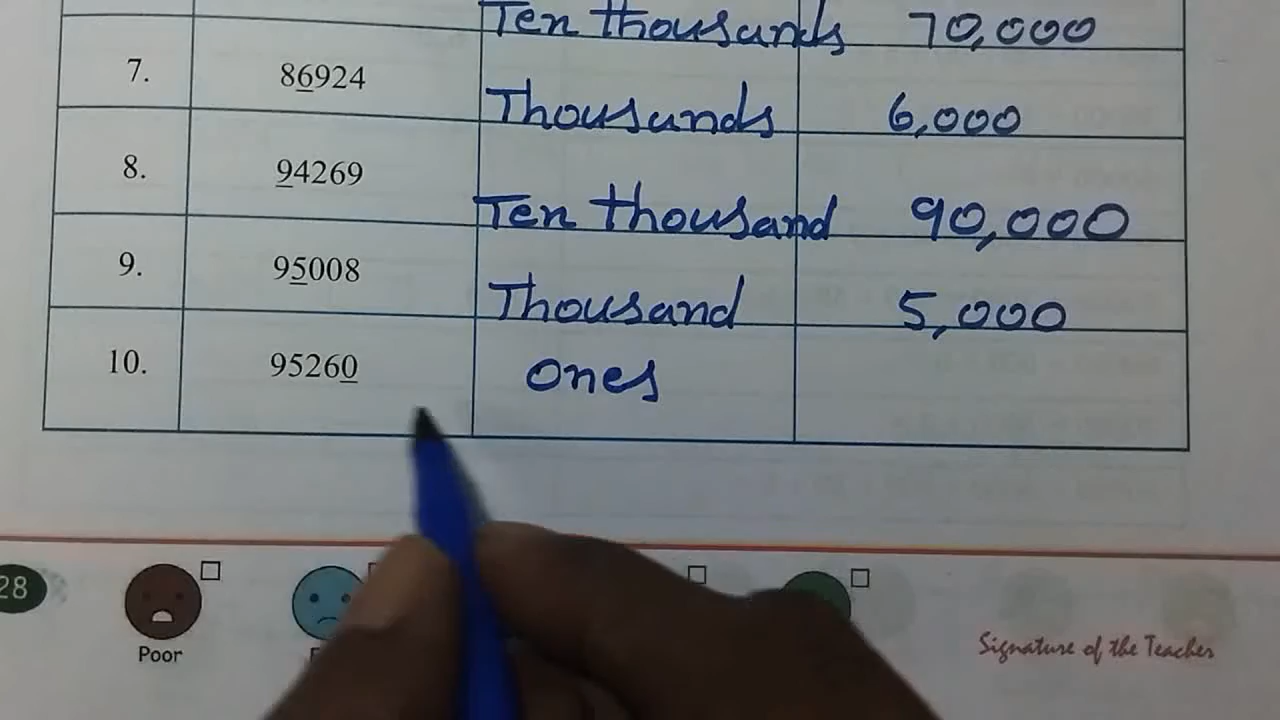 Ten thousands 70,000
7. 86924 Thousands 6,000
8. 94269 Ten thousand 90,000
9. 95008 Thousand 5,000
10. 95260 Ones
28
Poor
Signature of the Teacher